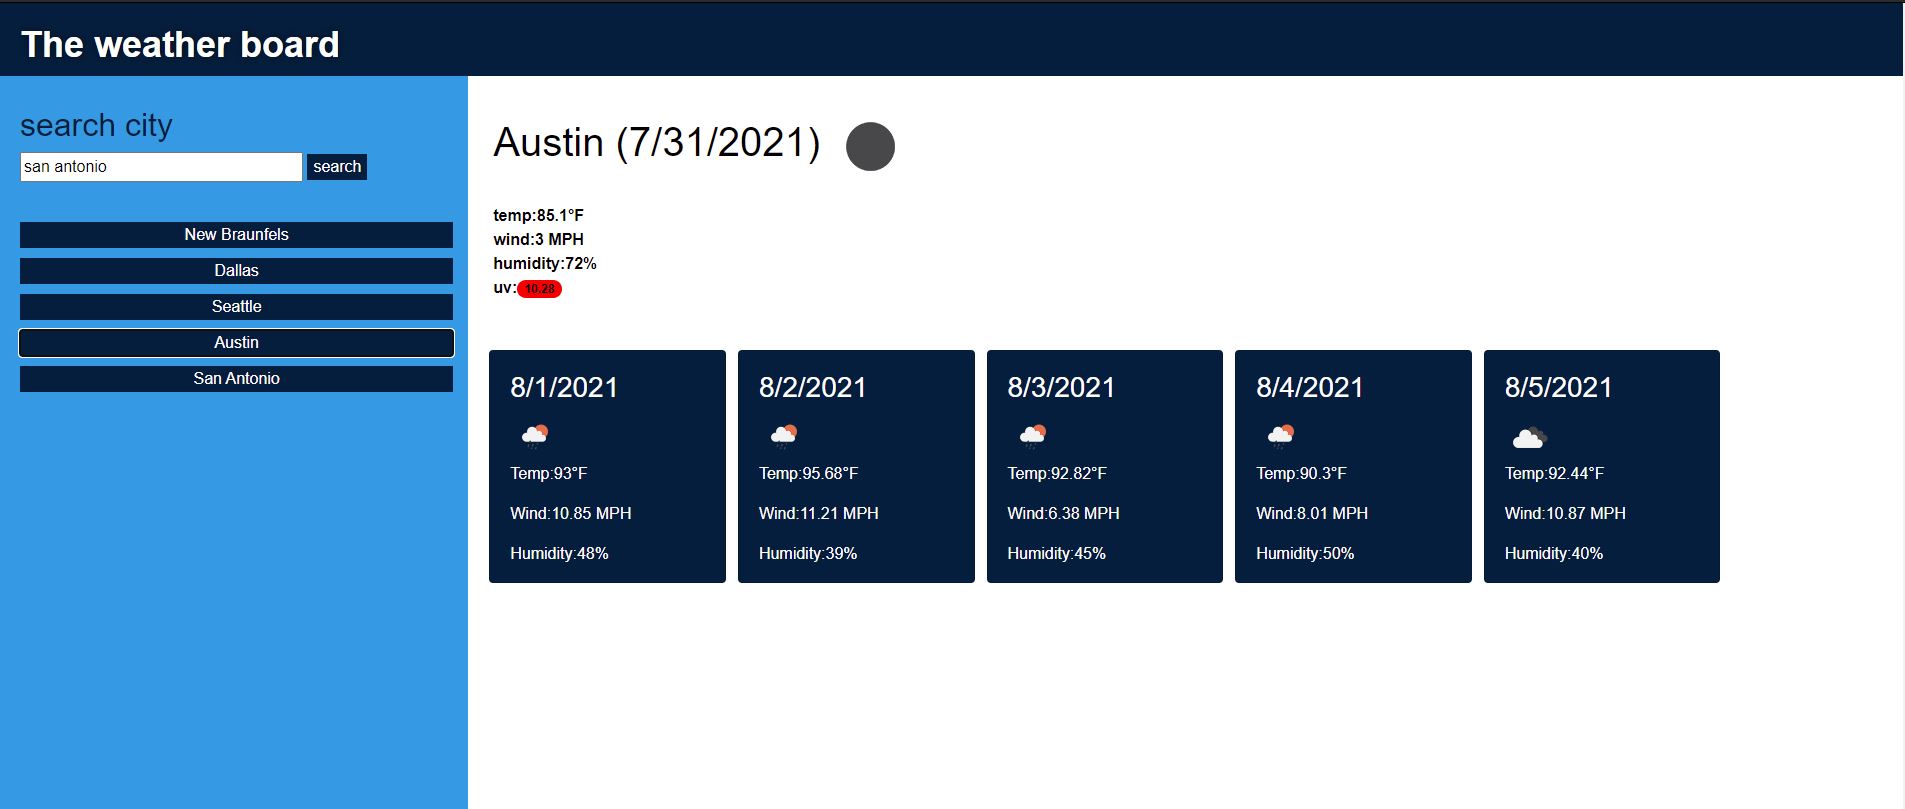 The weather board
search city
san antonio search
New Braunfels
Dallas
Seattle
Austin
San Antonio
Austin (7/31/2021)
temp:85.1°F
wind:3 MPH
humidity:72%
uv:10.28
8/1/2021
Temp:93°F
Wind:10.85 MPH
Humidity:48%
8/2/2021
Temp:95.68°F
Wind:11.21 MPH
Humidity:39%
8/3/2021
Temp:92.82°F
Wind:6.38 MPH
Humidity:45%
8/4/2021
Temp:90.3°F
Wind:8.01 MPH
Humidity:50%
8/5/2021
Temp:92.44°F
Wind:10.87 MPH
Humidity:40%